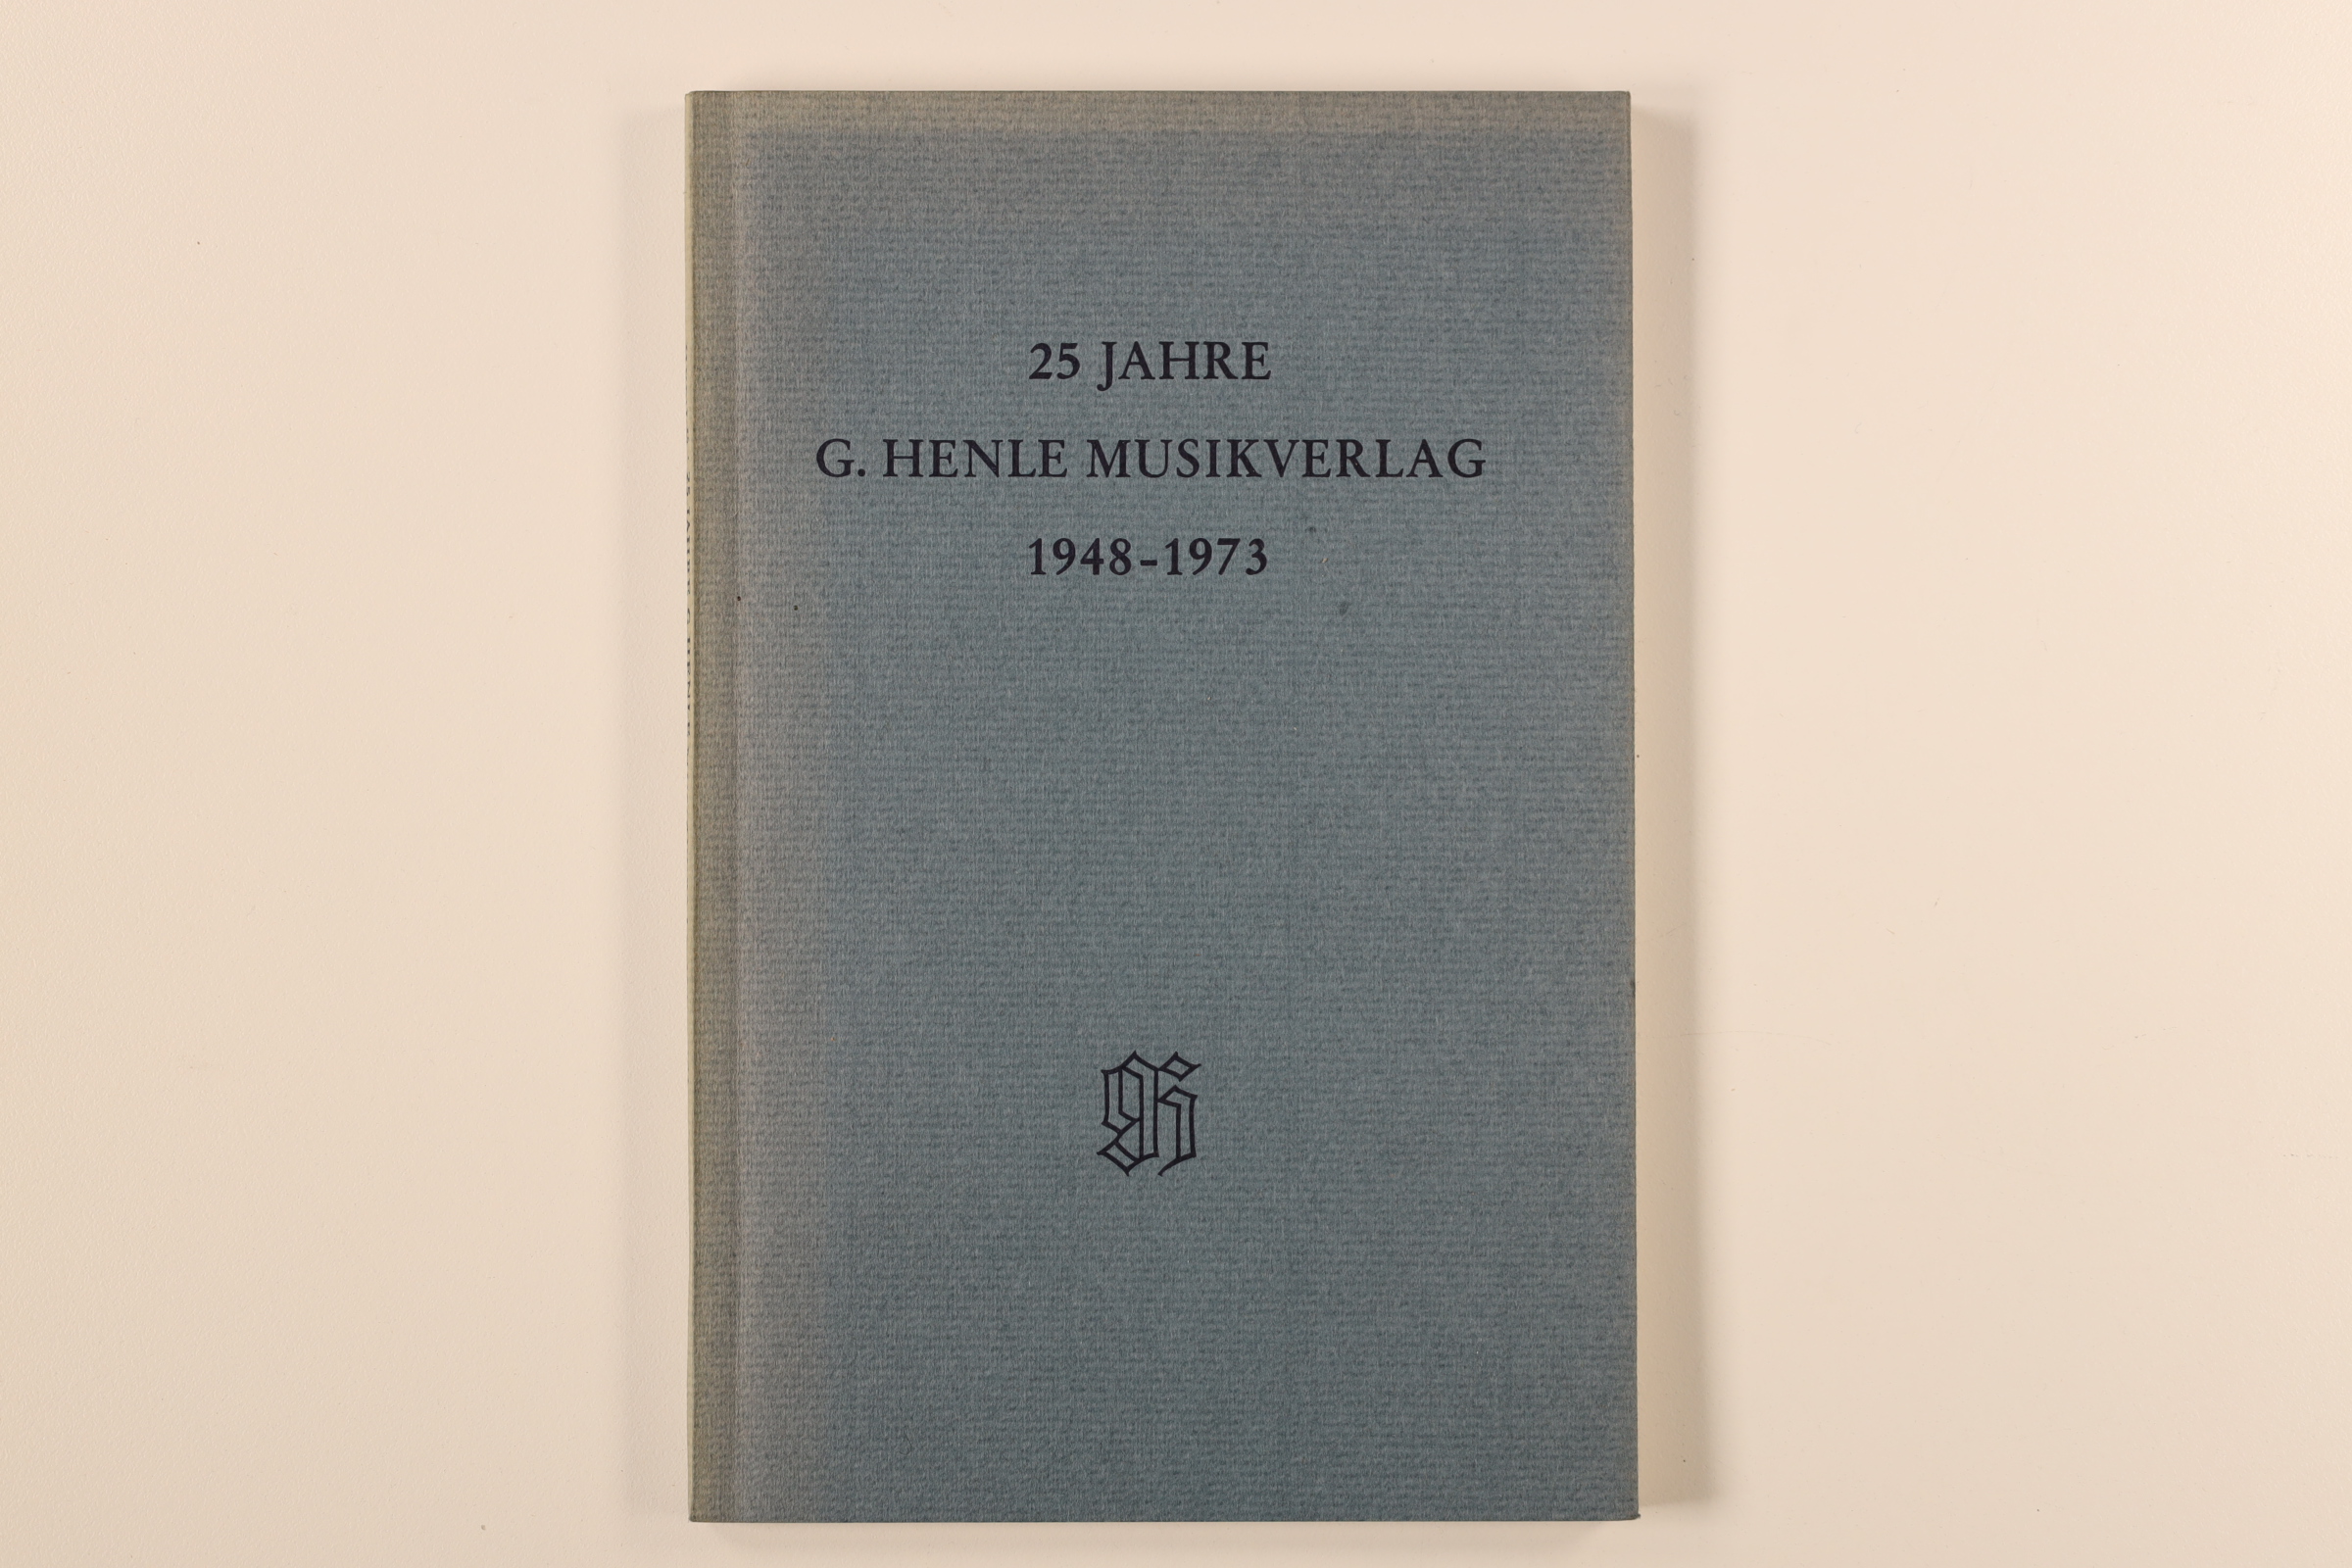 25 JAHRE
G. HENLE MUSIKVERLAG
1948-1973